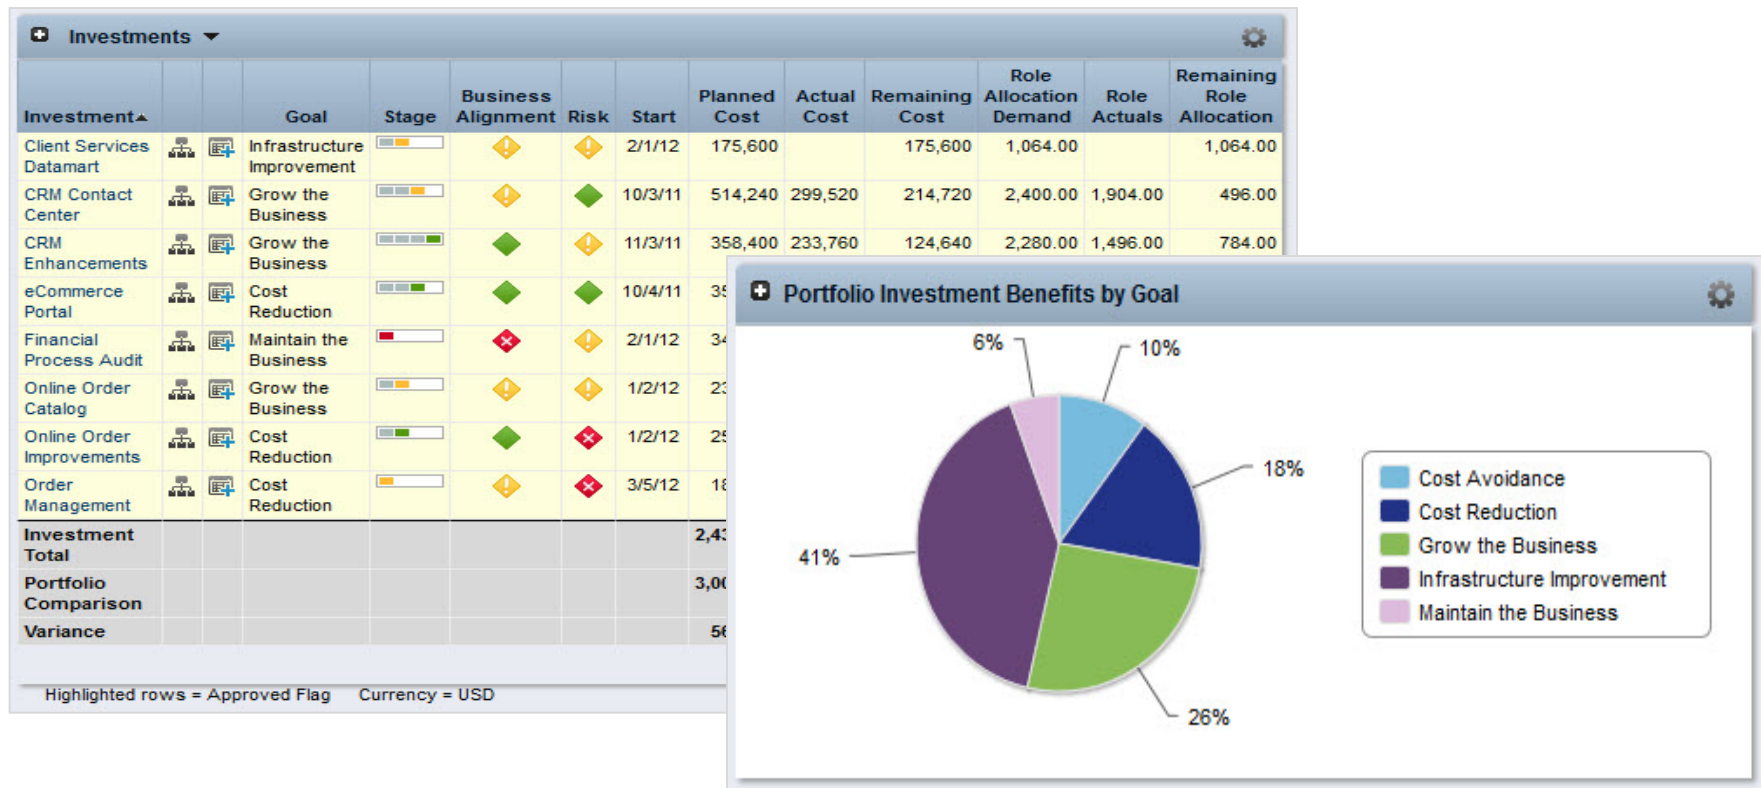 Investments
Investment Goal Stage Business Alignment Risk Start Planned Cost Actual Cost Remaining Cost Role Allocation Demand Role Actuals Remaining Role Allocation
Client Services Infrastructure 2/1/12 175,600 175,600 1,064.00 1,064.00
Datamart Improvement
CRM Contact Grow the 10/3/11 514,240 299,520 214,720 2,400.00 1,904.00 496.00
Center Business
CRM Grow the 11/3/11 358,400 233,760 124,640 2,280.00 1,496.00 784.00
Enhancements Business
eCommerce Cost 10/4/11
Portal Reduction
Financial Maintain the 2/1/12
Process Audit Business
Online Order Grow the 1/2/12
Catalog Business
Online Order Cost 1/2/12
Improvements Reduction
Order Cost 3/5/12
Management Reduction
Investment
Total
Portfolio
Comparison
Variance
Highlighted rows = Approved Flag Currency = USD
Portfolio Investment Benefits by Goal
6%
10%
18%
41%
26%
Cost Avoidance
Cost Reduction
Grow the Business
Infrastructure Improvement
Maintain the Business